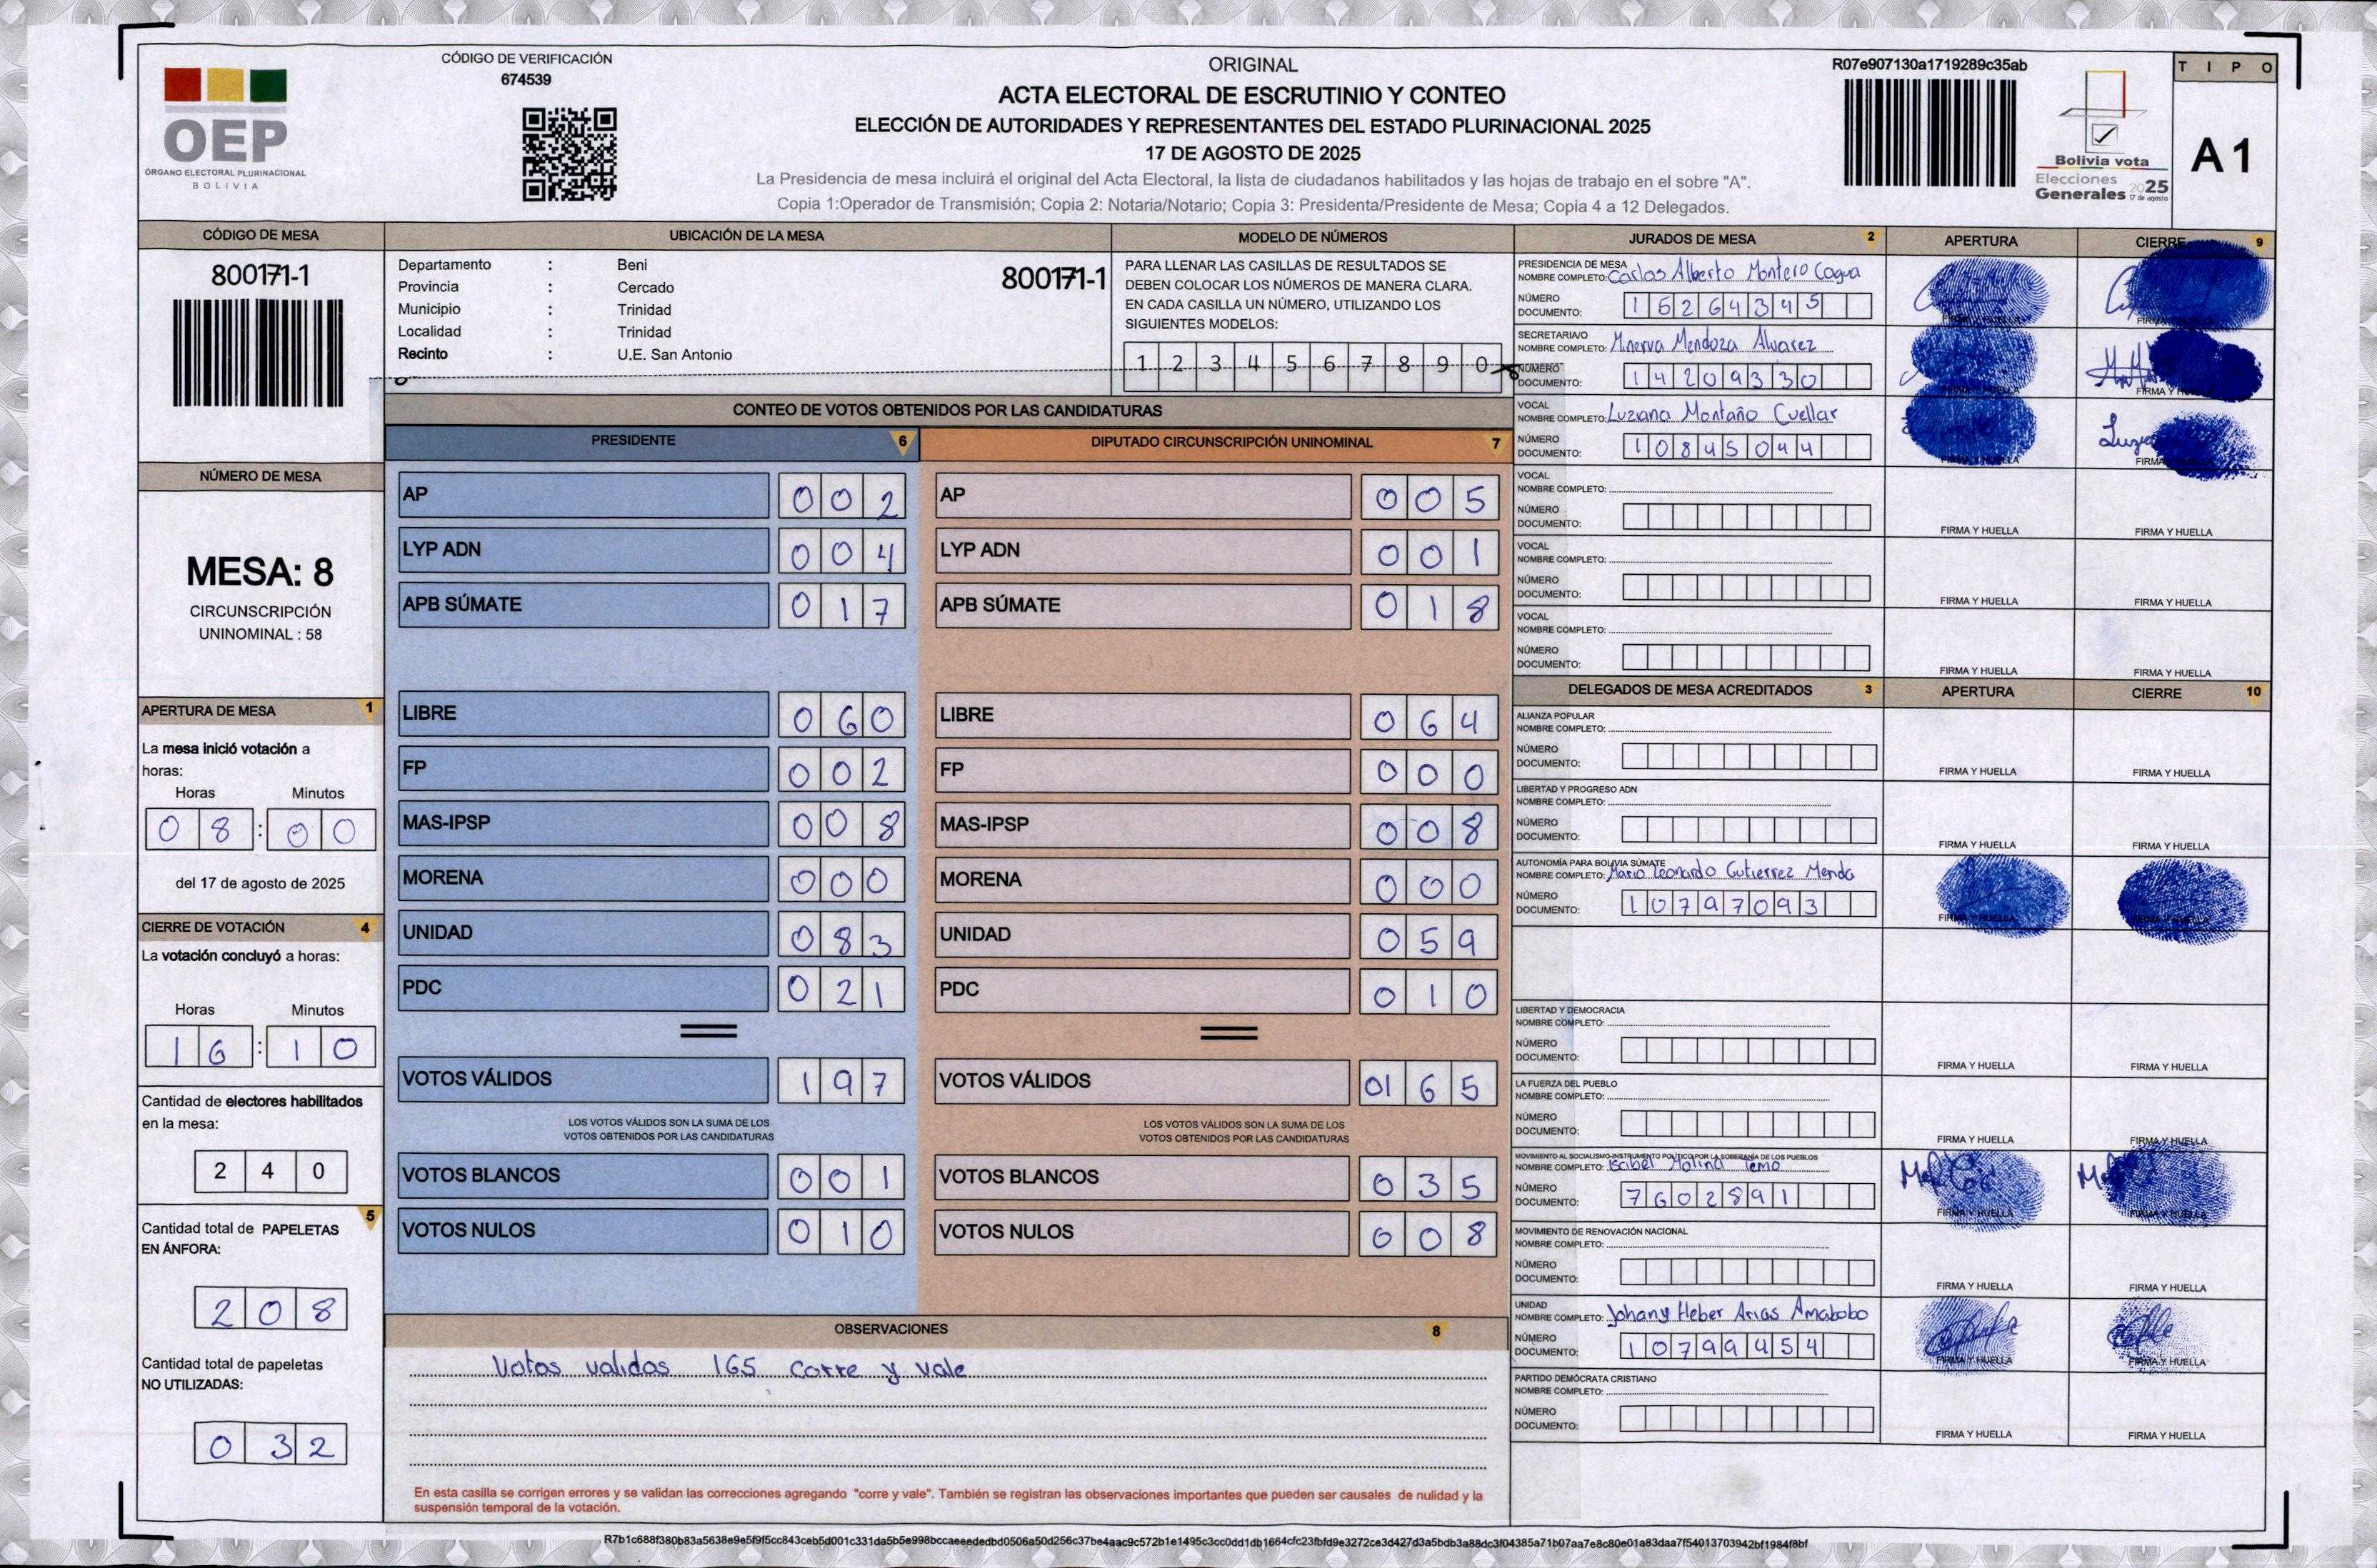 CÓDIGO DE VERIFICACIÓN
674539
OEP
ÓRGANO ELECTORAL PLURINACIONAL
BOLIVIA
ORIGINAL
ACTA ELECTORAL DE ESCRUTINIO Y CONTEO
ELECCIÓN DE AUTORIDADES Y REPRESENTANTES DEL ESTADO PLURINACIONAL 2025
17 DE AGOSTO DE 2025
La Presidencia de mesa incluirá el original del Acta Electoral, la lista de ciudadanos habilitados y las hojas de trabajo en el sobre "A".
Copia 1:Operador de Transmisión; Copia 2: Notaria/Notario; Copia 3: Presidenta/Presidente de Mesa; Copia 4 a 12 Delegados.
R07e907130a1719289c35ab
Bolivia vota
Elecciones
Generales 2025
17 de agosto
TIPO
A1
CÓDIGO DE MESA
800171-1
NÚMERO DE MESA
MESA: 8
CIRCUNSCRIPCIÓN
UNINOMINAL : 58
APERTURA DE MESA 1
La mesa inició votación a
horas:
Horas Minutos
08:00
del 17 de agosto de 2025
CIERRE DE VOTACIÓN 4
La votación concluyó a horas:
Horas Minutos
16:10
Cantidad de electores habilitados
en la mesa:
240
5
Cantidad total de PAPELETAS
EN ÁNFORA:
208
Cantidad total de papeletas
NO UTILIZADAS:
032
UBICACIÓN DE LA MESA
Departamento : Beni
800171-1
Provincia : Cercado
Municipio : Trinidad
Localidad : Trinidad
Recinto : U.E. San Antonio
MODELO DE NÚMEROS
PARA LLENAR LAS CASILLAS DE RESULTADOS SE
DEBEN COLOCAR LOS NÚMEROS DE MANERA CLARA.
EN CADA CASILLA UN NÚMERO, UTILIZANDO LOS
SIGUIENTES MODELOS:
1 2 3 4 5 6 7 8 9 0
CONTEO DE VOTOS OBTENIDOS POR LAS CANDIDATURAS
PRESIDENTE 6
AP 002
LYP ADN 004
APB SÚMATE 017
LIBRE 060
FP 002
MAS-IPSP 008
MORENA 000
UNIDAD 083
PDC 021
VOTOS VÁLIDOS 197
LOS VOTOS VÁLIDOS SON LA SUMA DE LOS
VOTOS OBTENIDOS POR LAS CANDIDATURAS
VOTOS BLANCOS 001
VOTOS NULOS 010
DIPUTADO CIRCUNSCRIPCIÓN UNINOMINAL 7
AP 005
LYP ADN 001
APB SÚMATE 018
LIBRE 064
FP 000
MAS-IPSP 008
MORENA 000
UNIDAD 059
PDC 010
VOTOS VÁLIDOS 0165
LOS VOTOS VÁLIDOS SON LA SUMA DE LOS
VOTOS OBTENIDOS POR LAS CANDIDATURAS
VOTOS BLANCOS 035
VOTOS NULOS 008
OBSERVACIONES 8
Votos validos 165 corre y vale
En esta casilla se corrigen errores y se validan las correcciones agregando "corre y vale". También se registran las observaciones importantes que pueden ser causales de nulidad y la
suspensión temporal de la votación.
JURADOS DE MESA 2 APERTURA CIERRE 9
PRESIDENCIA DE MESA
NOMBRE COMPLETO: Carlos Alberto Montero Cagua
NÚMERO
DOCUMENTO: 16264345
SECRETARIA/O
NOMBRE COMPLETO: Minerva Mendoza Alvarez
NÚMERO
DOCUMENTO: 14209330
FIRMA Y HUELLA
VOCAL
NOMBRE COMPLETO: Luziana Montaño Cuellar
NÚMERO
DOCUMENTO: 10845044
VOCAL
NOMBRE COMPLETO:
NÚMERO
DOCUMENTO:
FIRMA Y HUELLA FIRMA Y HUELLA
VOCAL
NOMBRE COMPLETO:
NÚMERO
DOCUMENTO:
FIRMA Y HUELLA FIRMA Y HUELLA
VOCAL
NOMBRE COMPLETO:
NÚMERO
DOCUMENTO:
FIRMA Y HUELLA FIRMA Y HUELLA
DELEGADOS DE MESA ACREDITADOS 3 APERTURA CIERRE 10
ALIANZA POPULAR
NOMBRE COMPLETO:
NÚMERO
DOCUMENTO:
FIRMA Y HUELLA FIRMA Y HUELLA
LIBERTAD Y PROGRESO ADN
NOMBRE COMPLETO:
NÚMERO
DOCUMENTO:
FIRMA Y HUELLA FIRMA Y HUELLA
AUTONOMÍA PARA BOLIVIA SÚMATE
NOMBRE COMPLETO: Mario Leonardo Gutierrez Menda
NÚMERO
DOCUMENTO: 10797093
FIRMA Y HUELLA FIRMA Y HUELLA
LIBERTAD Y DEMOCRACIA
NOMBRE COMPLETO:
NÚMERO
DOCUMENTO:
FIRMA Y HUELLA FIRMA Y HUELLA
LA FUERZA DEL PUEBLO
NOMBRE COMPLETO:
NÚMERO
DOCUMENTO:
FIRMA Y HUELLA FIRMA Y HUELLA
MOVIMIENTO AL SOCIALISMO-INSTRUMENTO POLÍTICO POR LA SOBERANÍA DE LOS PUEBLOS
NOMBRE COMPLETO: Iscibel Molina Temo
NÚMERO
DOCUMENTO: 7602891
FIRMA Y HUELLA FIRMA Y HUELLA
MOVIMIENTO DE RENOVACIÓN NACIONAL
NOMBRE COMPLETO:
NÚMERO
DOCUMENTO:
FIRMA Y HUELLA FIRMA Y HUELLA
UNIDAD
NOMBRE COMPLETO: Johany Heber Arias Amabobo
NÚMERO
DOCUMENTO: 10799454
FIRMA Y HUELLA FIRMA Y HUELLA
PARTIDO DEMÓCRATA CRISTIANO
NOMBRE COMPLETO:
NÚMERO
DOCUMENTO:
FIRMA Y HUELLA FIRMA Y HUELLA